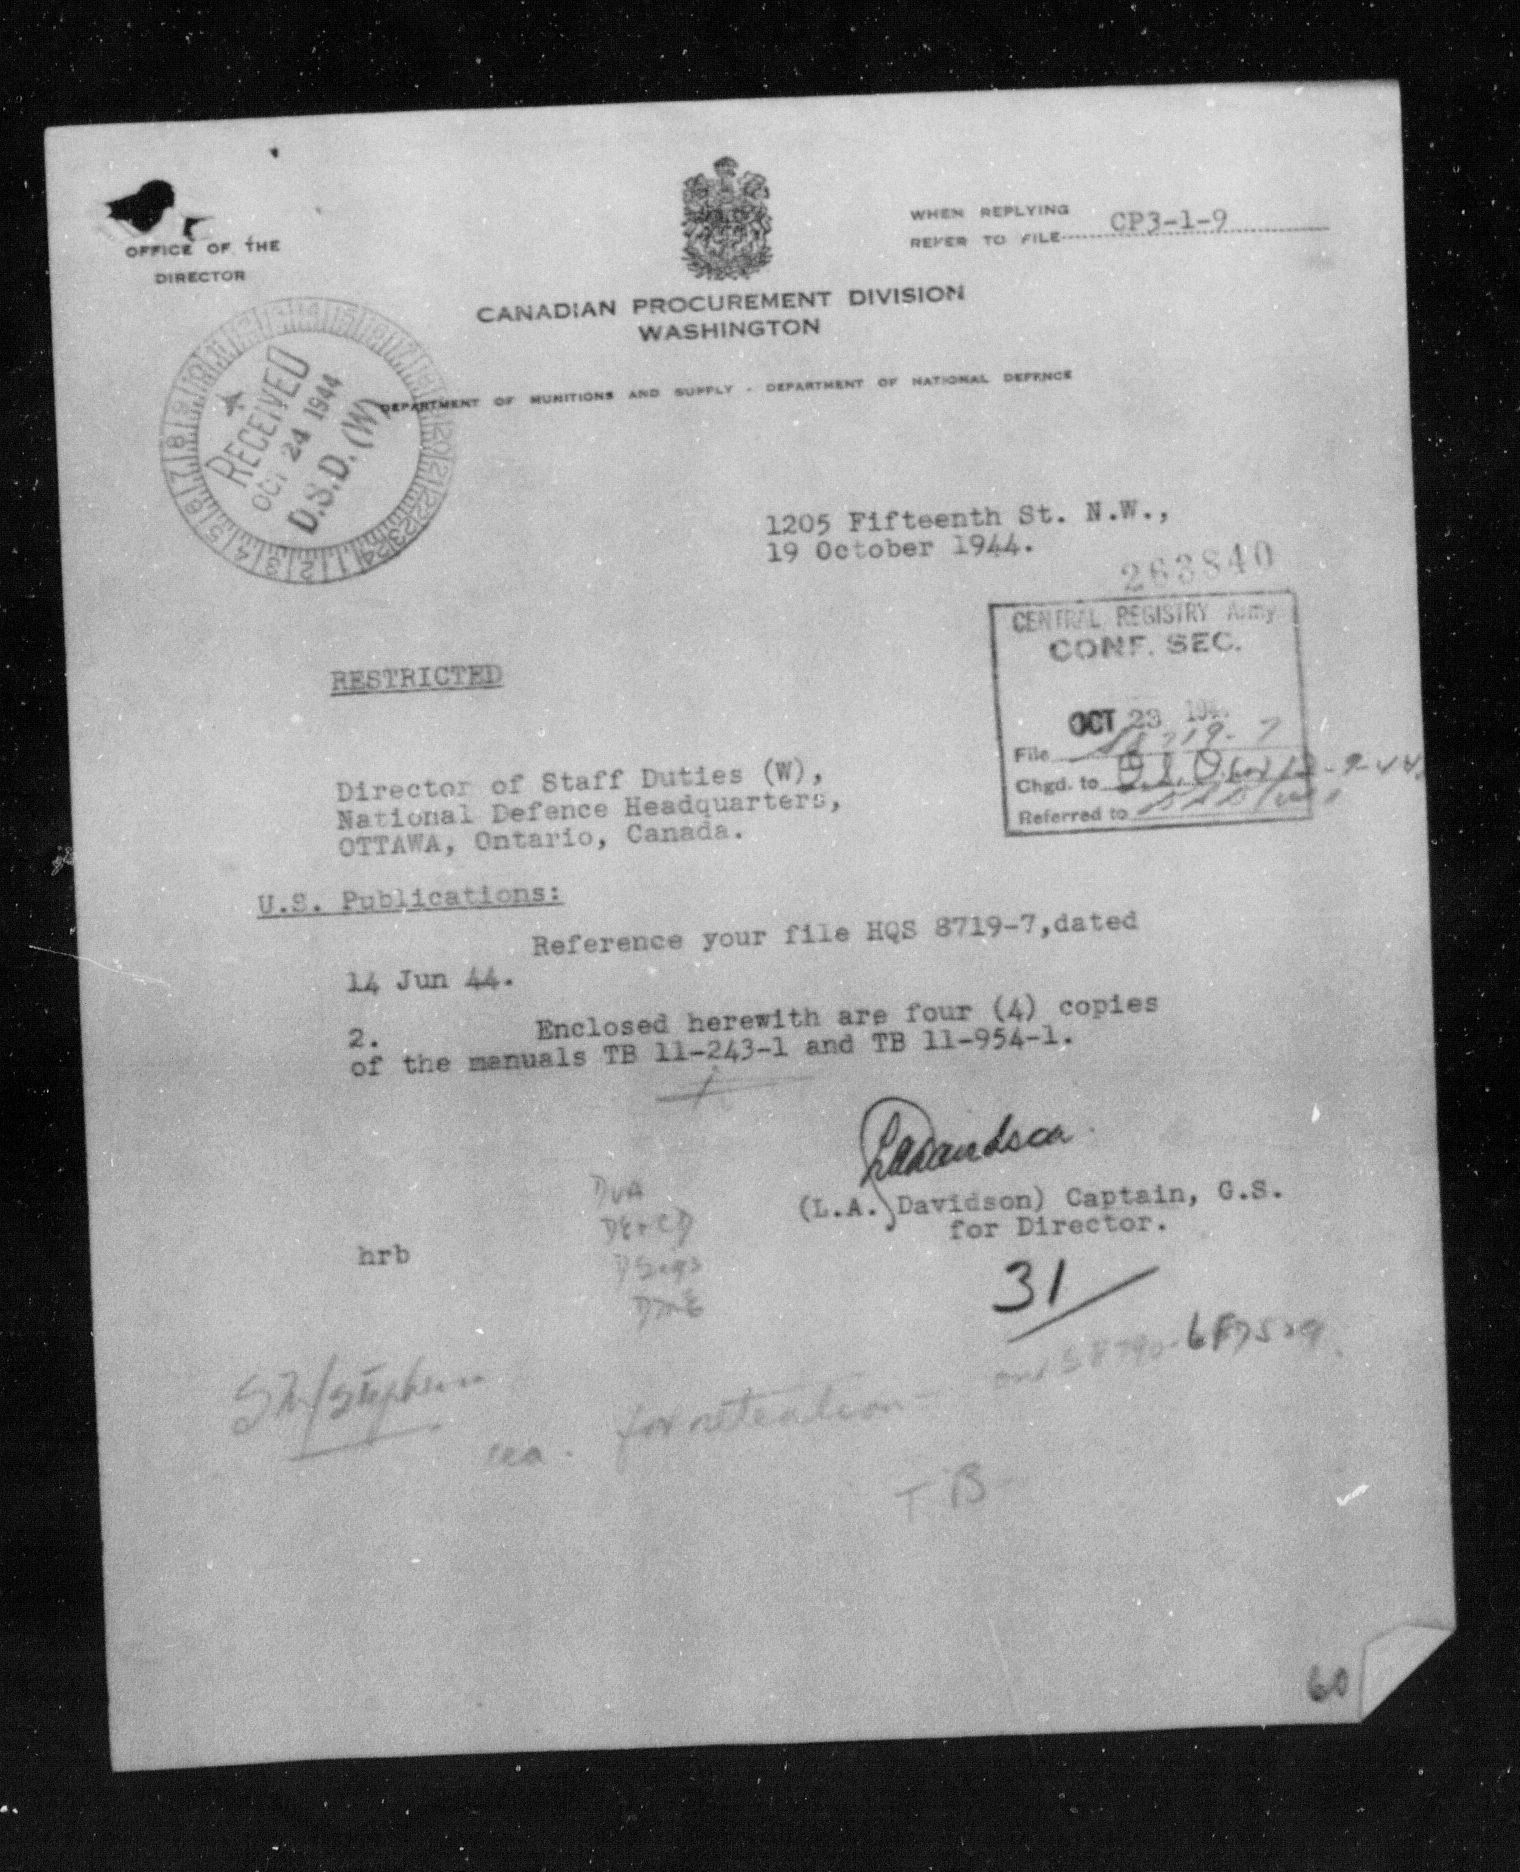 OFFICE OF THE
DIRECTOR
WHEN REPLYING
REFER TO FILE CP3-1-9
CANADIAN PROCUREMENT DIVISION
WASHINGTON
DEPARTMENT OF MUNITIONS AND SUPPLY - DEPARTMENT OF NATIONAL DEFENCE
RECEIVED
OCT 24 1944
D.S.D. (W)
1205 Fifteenth St. N.W.,
19 October 1944.
263840
CENTRAL REGISTRY Army
CONF. SEC.
OCT 23
File
Chgd. to
Referred to
RESTRICTED
Director of Staff Duties (W),
National Defence Headquarters,
OTTAWA, Ontario, Canada.
U.S. Publications:
Reference your file HQS 8719-7,dated
14 Jun 44.
2. Enclosed herewith are four (4) copies
of the manuals TB 11-243-1 and TB 11-954-1.
(L.A. Davidson) Captain, G.S.
for Director.
hrb
31
for retention
T.B.
60